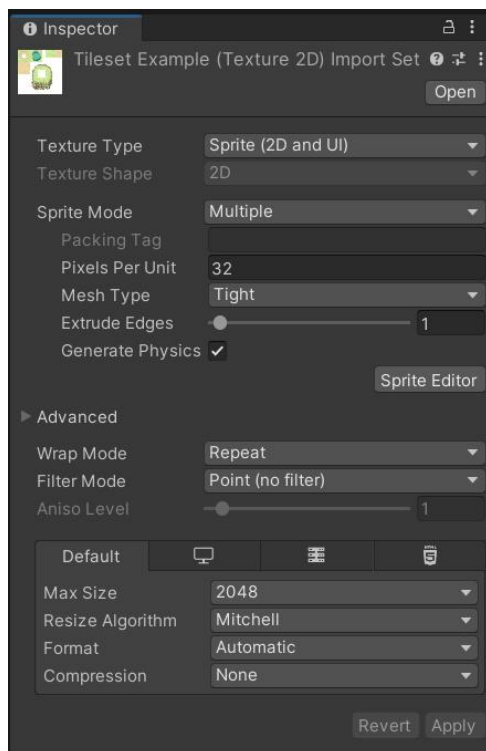 Inspector
Tileset Example (Texture 2D) Import Set
Open
Texture Type Sprite (2D and UI)
Texture Shape 2D
Sprite Mode Multiple
Packing Tag
Pixels Per Unit 32
Mesh Type Tight
Extrude Edges 1
Generate Physics
Sprite Editor
Advanced
Wrap Mode Repeat
Filter Mode Point (no filter)
Aniso Level 1
Default
Max Size 2048
Resize Algorithm Mitchell
Format Automatic
Compression None
Revert Apply